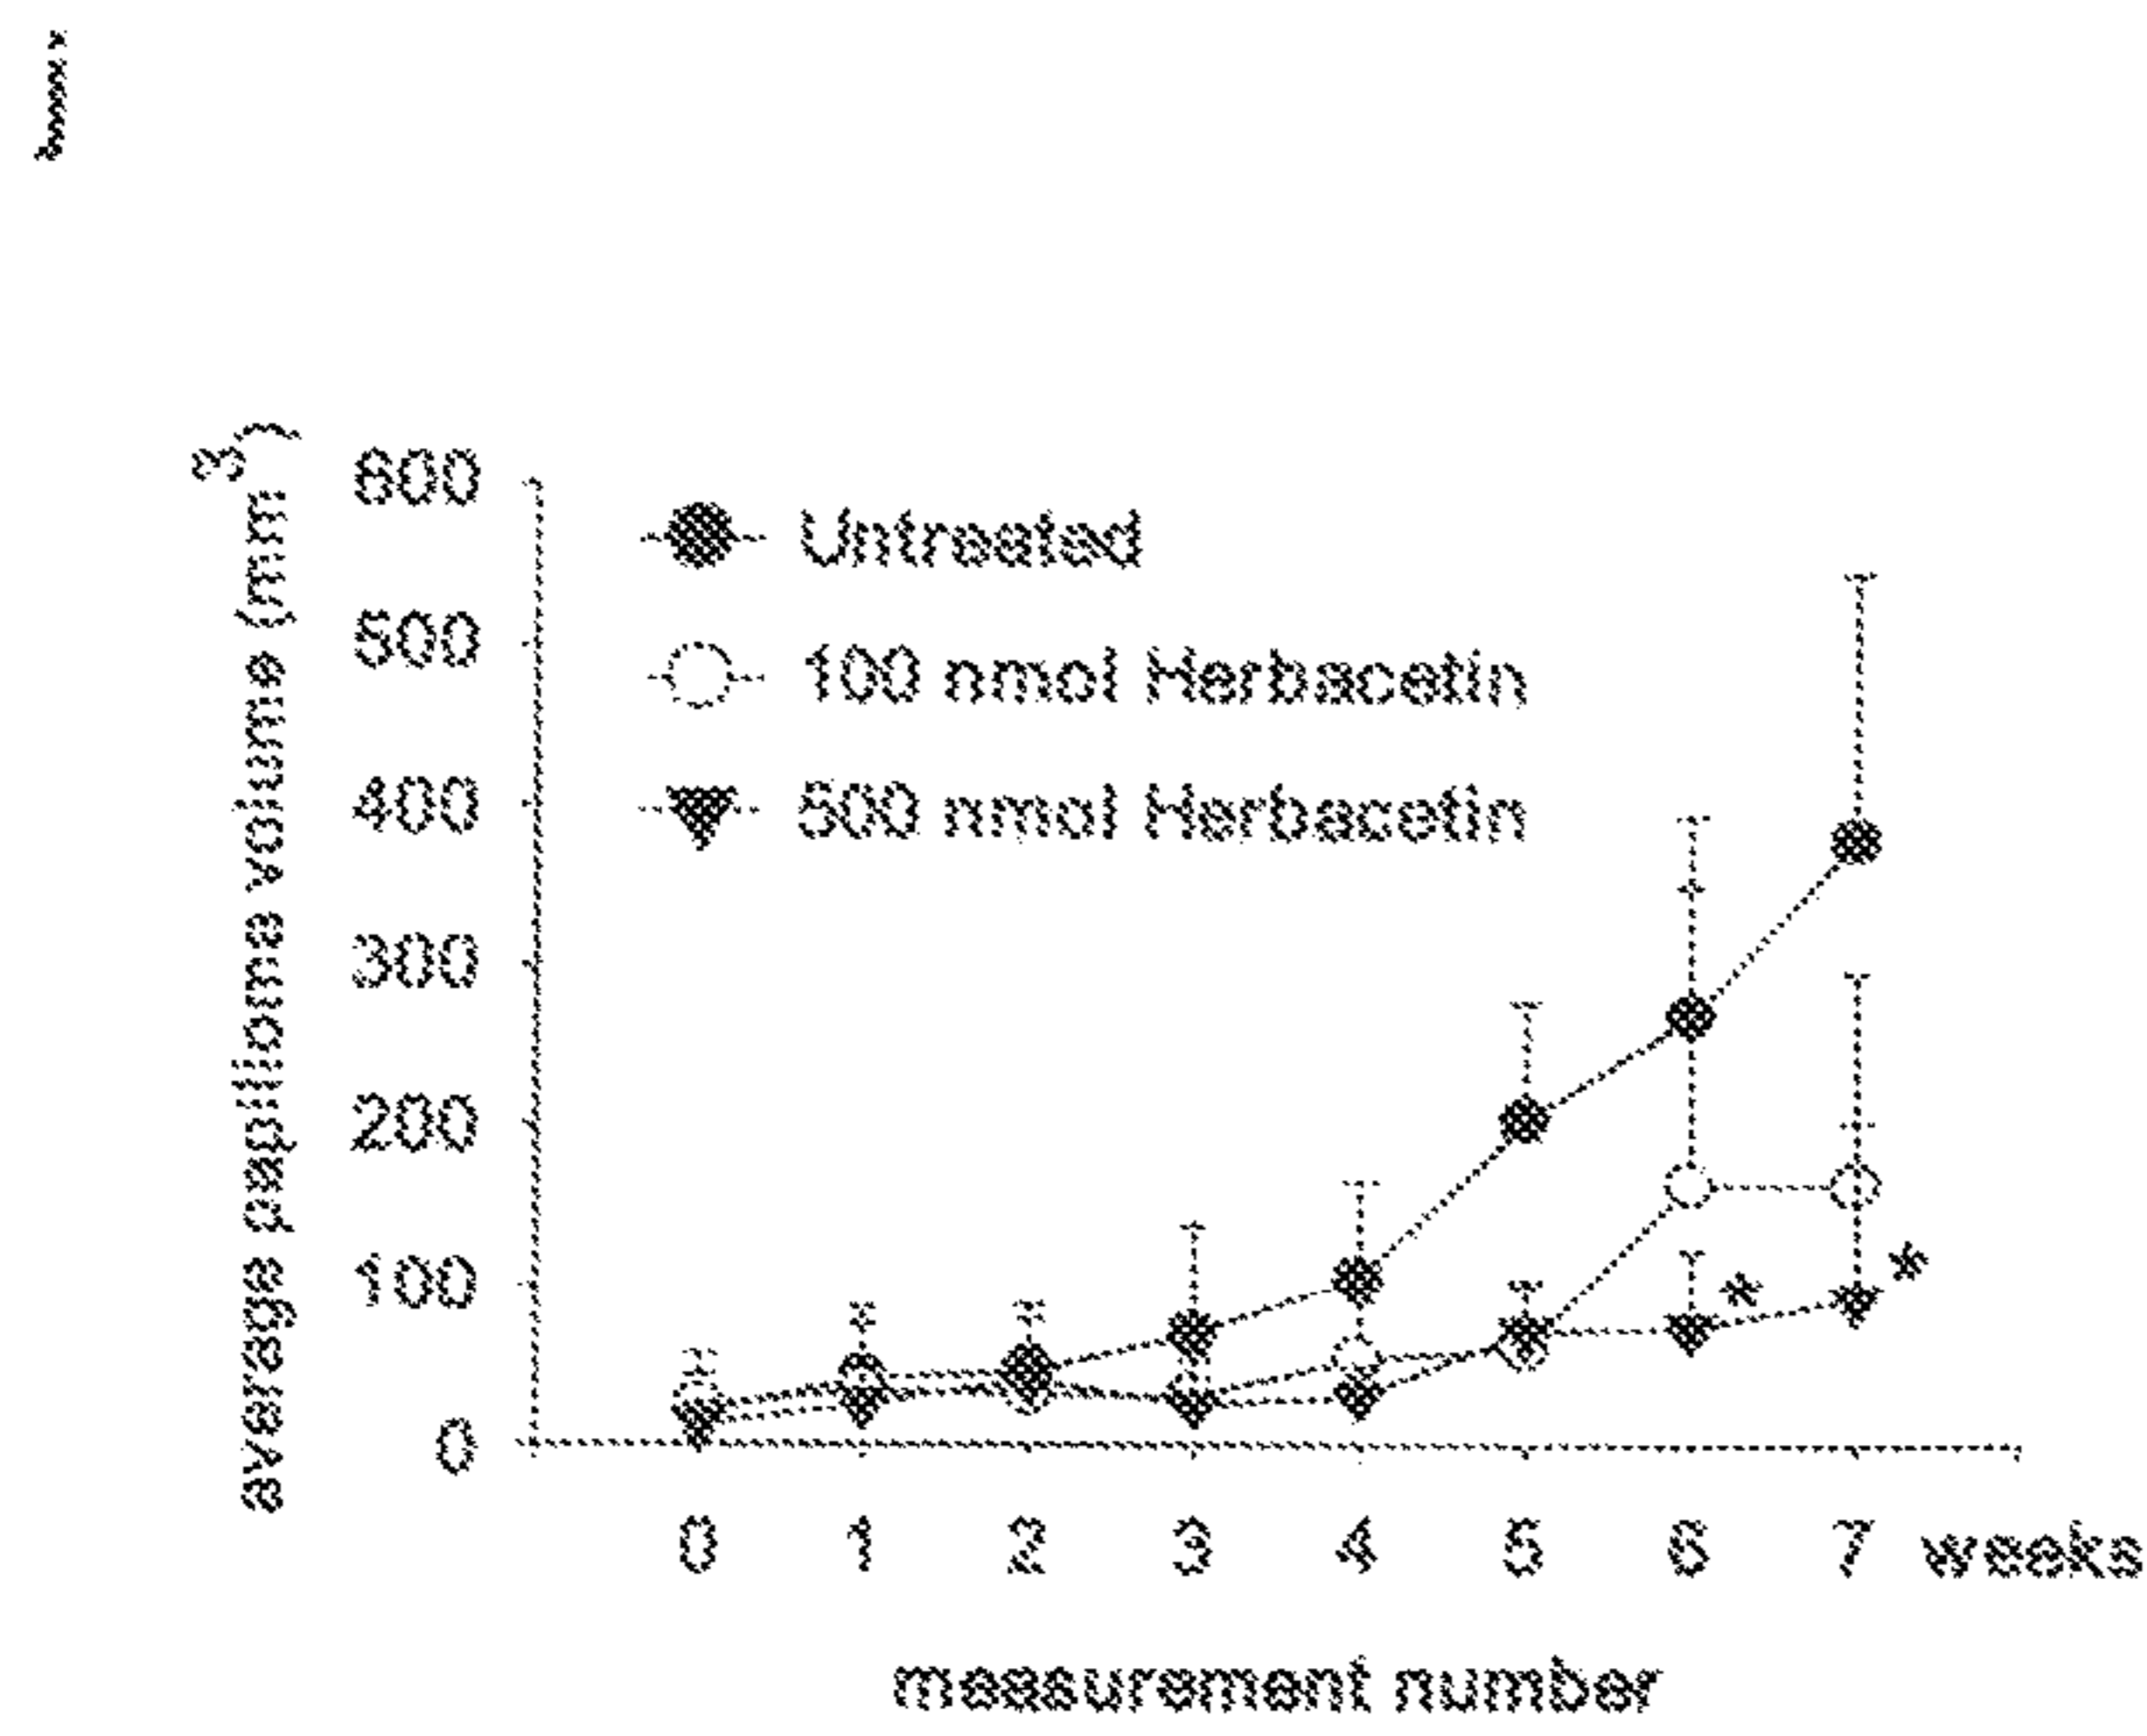 j
average papilloma volume (mm3)
600
500
400
300
200
100
0
Untreated
100 nmol Herbacetin
500 nmol Herbacetin
*
*
0 1 2 3 4 5 6 7 weeks
measurement number